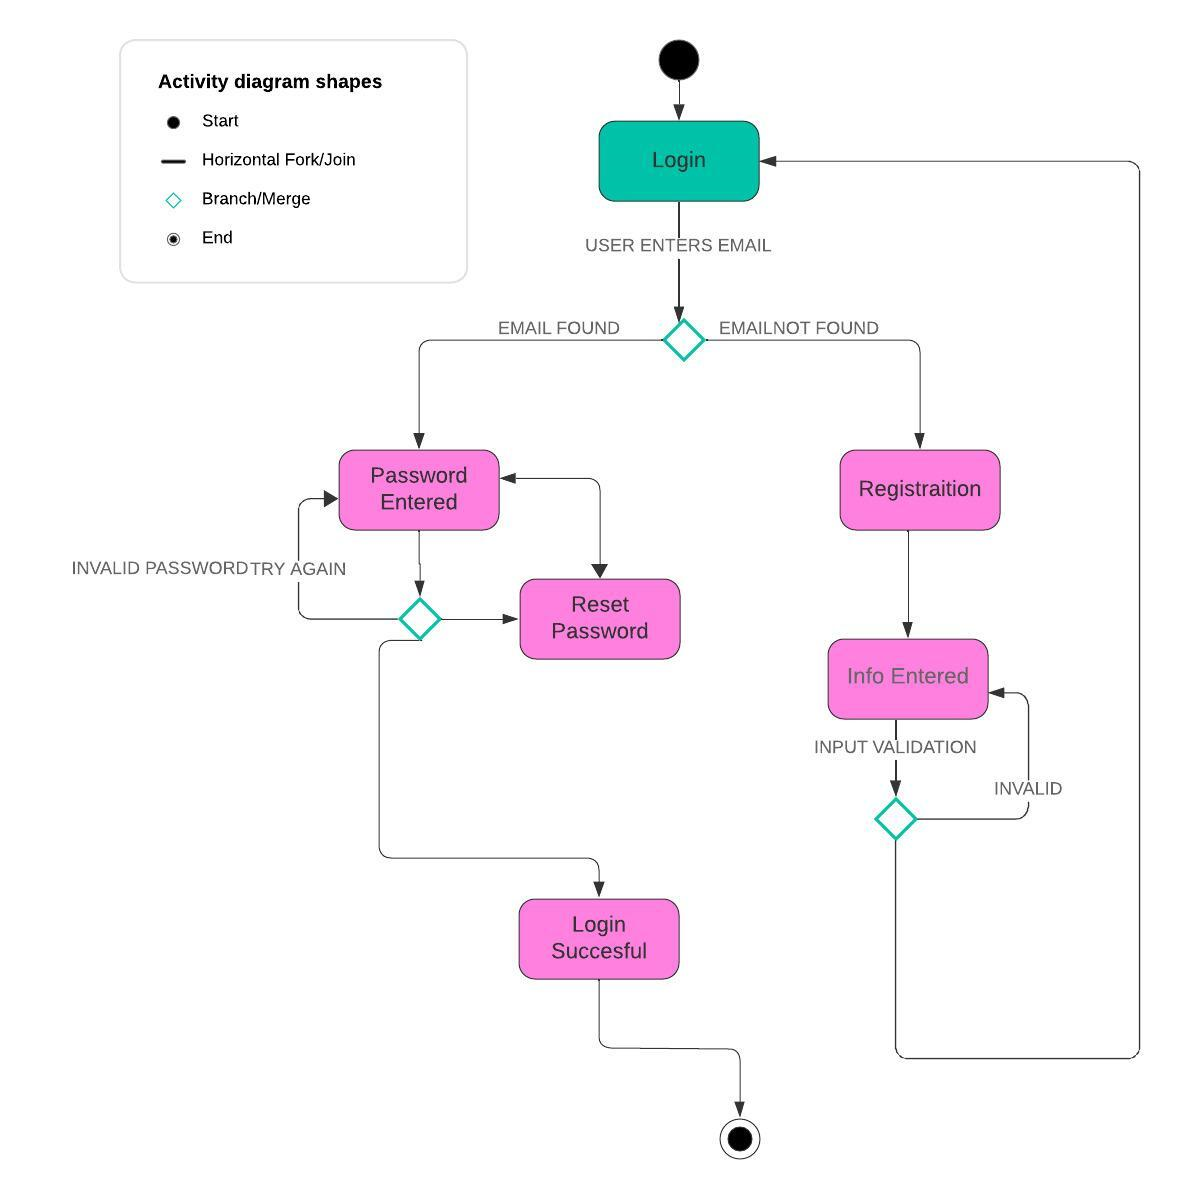 Activity diagram shapes
Start
Horizontal Fork/Join
Branch/Merge
End
Login
USER ENTERS EMAIL
EMAIL FOUND
EMAILNOT FOUND
Password
Entered
Registraition
INVALID PASSWORDTRY AGAIN
Reset
Password
Info Entered
INPUT VALIDATION
INVALID
Login
Succesful